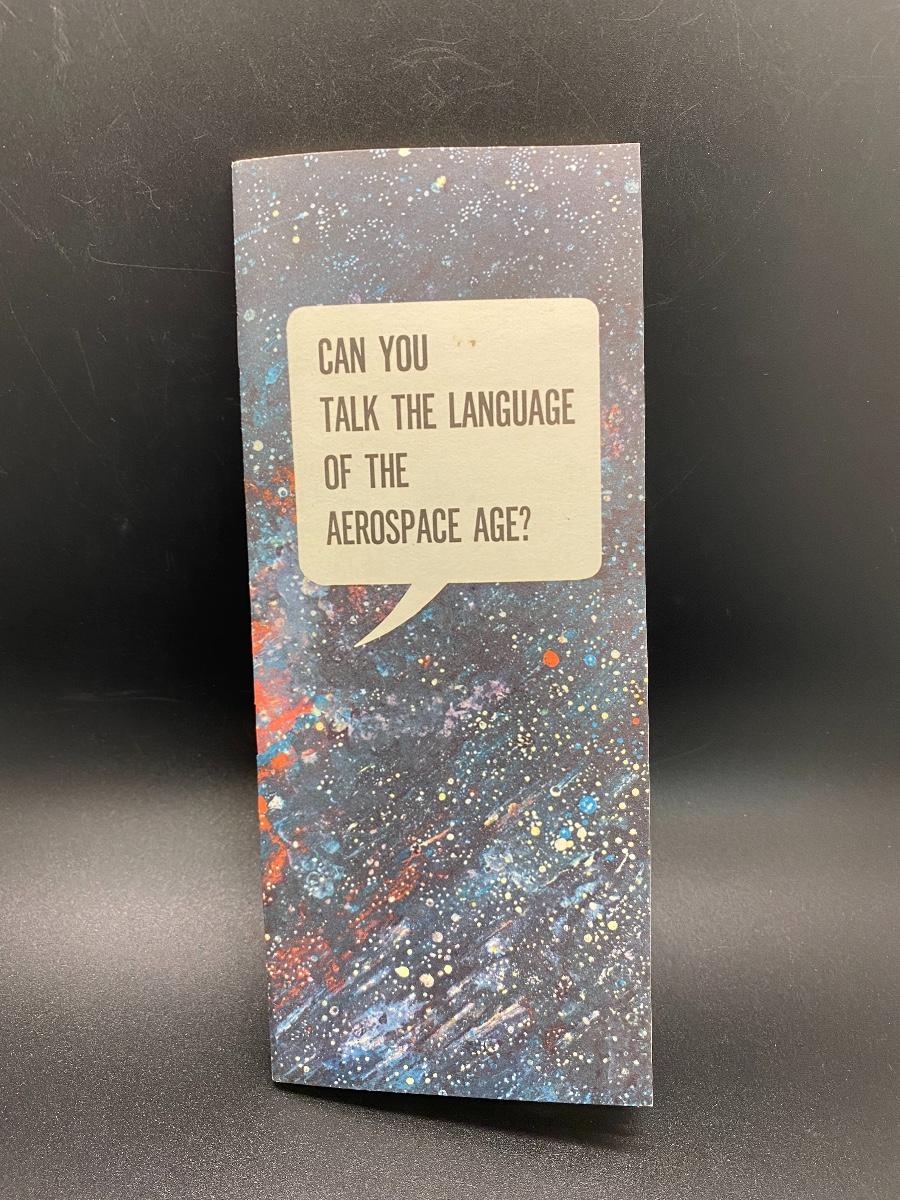 CAN YOU
TALK THE LANGUAGE
OF THE
AEROSPACE AGE?